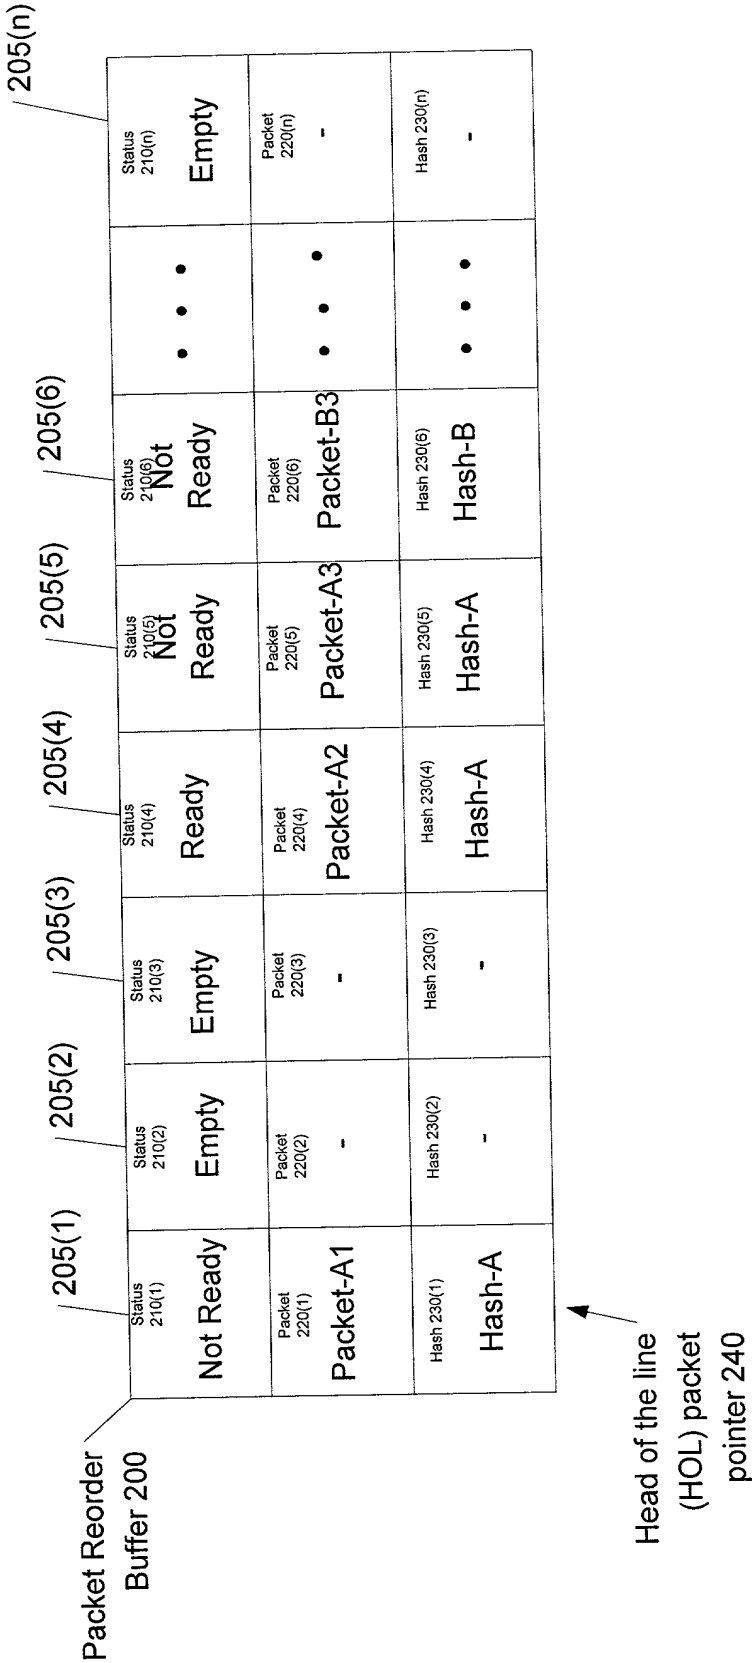 Packet Reorder
Buffer 200
205(1)
205(2)
205(3)
205(4)
205(5)
205(6)
205(n)
Status
210(1)
Not Ready
Status
210(2)
Empty
Status
210(3)
Empty
Status
210(4)
Ready
Status
210(5)
Not
Ready
Status
210(6)
Not
Ready
• • •
Status
210(n)
Empty
Packet
220(1)
Packet-A1
Packet
220(2)
-
Packet
220(3)
-
Packet
220(4)
Packet-A2
Packet
220(5)
Packet-A3
Packet
220(6)
Packet-B3
• • •
Packet
220(n)
-
Hash 230(1)
Hash-A
Hash 230(2)
-
Hash 230(3)
-
Hash 230(4)
Hash-A
Hash 230(5)
Hash-A
Hash 230(6)
Hash-B
• • •
Hash 230(n)
-
Head of the line
(HOL) packet
pointer 240